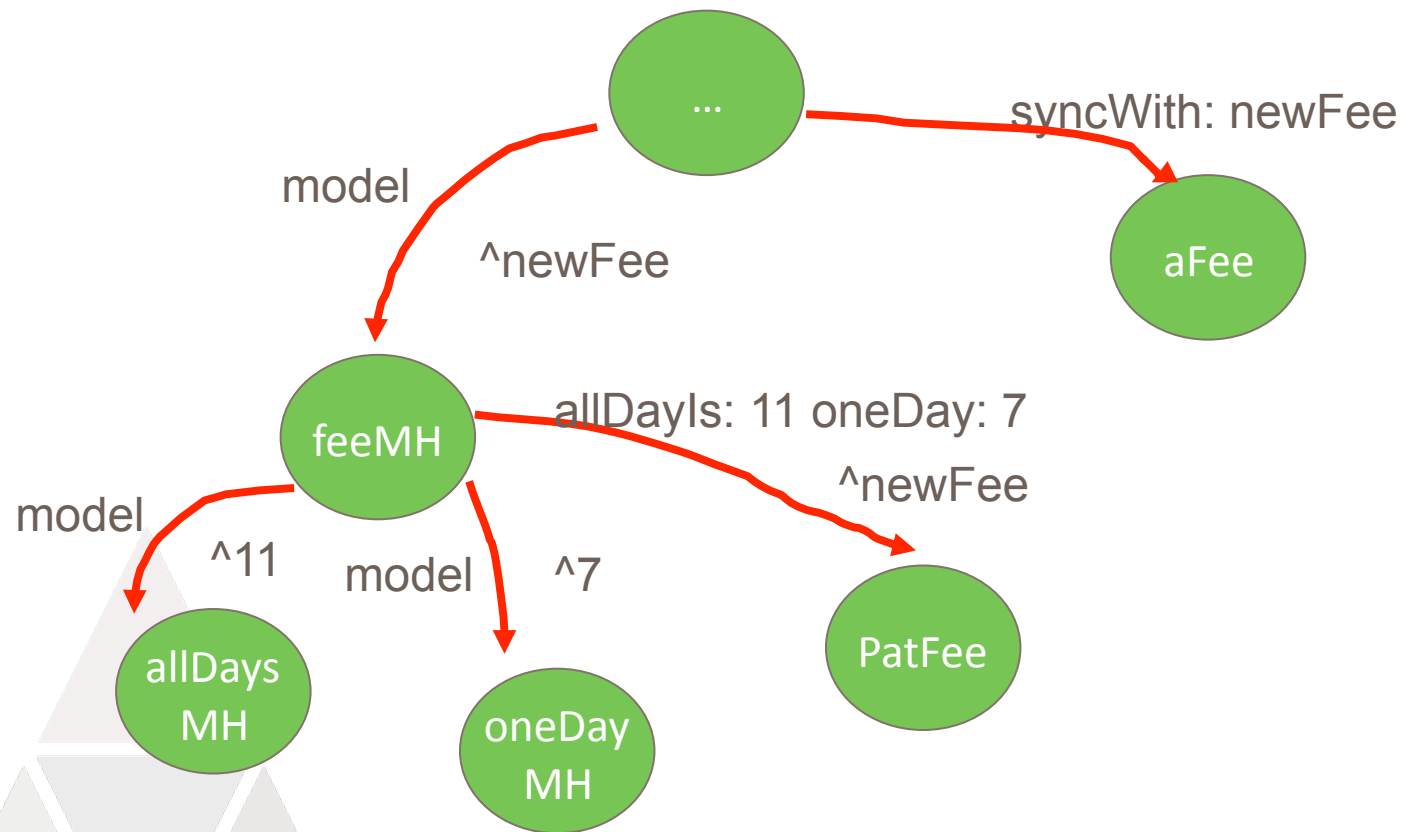 ...
syncWith: newFee
model
^newFee
aFee
feeMH
allDayIs: 11 oneDay: 7
^newFee
model
^11
model
^7
allDays
MH
oneDay
MH
PatFee